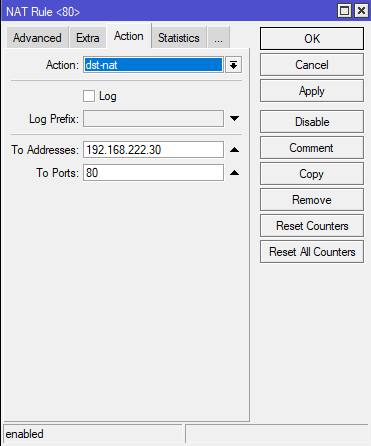 NAT Rule <80>
Advanced Extra Action Statistics ...
Action: dst-nat
Log
Log Prefix:
To Addresses: 192.168.222.30
To Ports: 80
OK
Cancel
Apply
Disable
Comment
Copy
Remove
Reset Counters
Reset All Counters
enabled